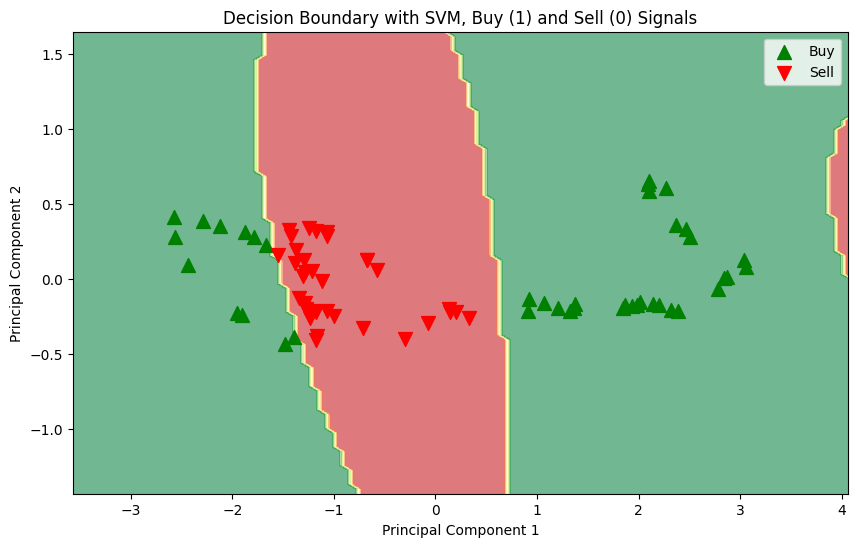 Decision Boundary with SVM, Buy (1) and Sell (0) Signals
Buy
Sell
1.5
1.0
0.5
0.0
−0.5
−1.0
Principal Component 2
−3
−2
−1
0
1
2
3
4
Principal Component 1